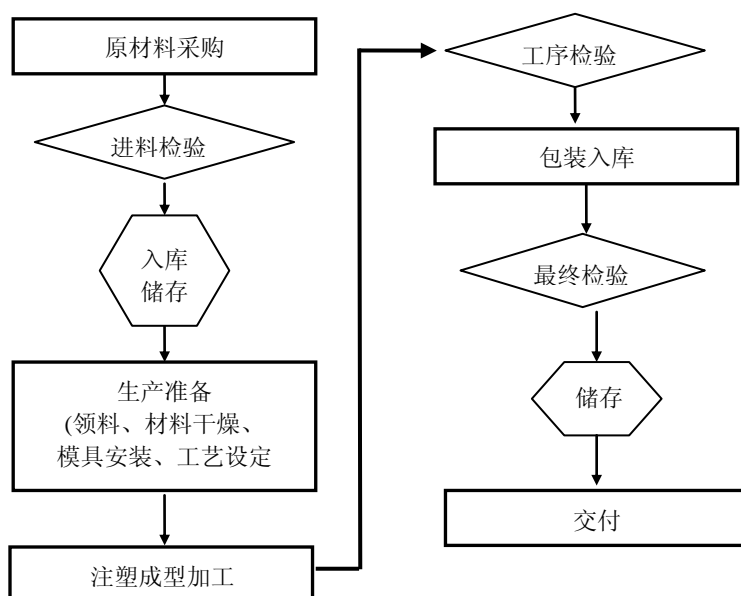 原材料采购
进料检验
入库
储存
生产准备
(领料、材料干燥、
模具安装、工艺设定
注塑成型加工
工序检验
包装入库
最终检验
储存
交付